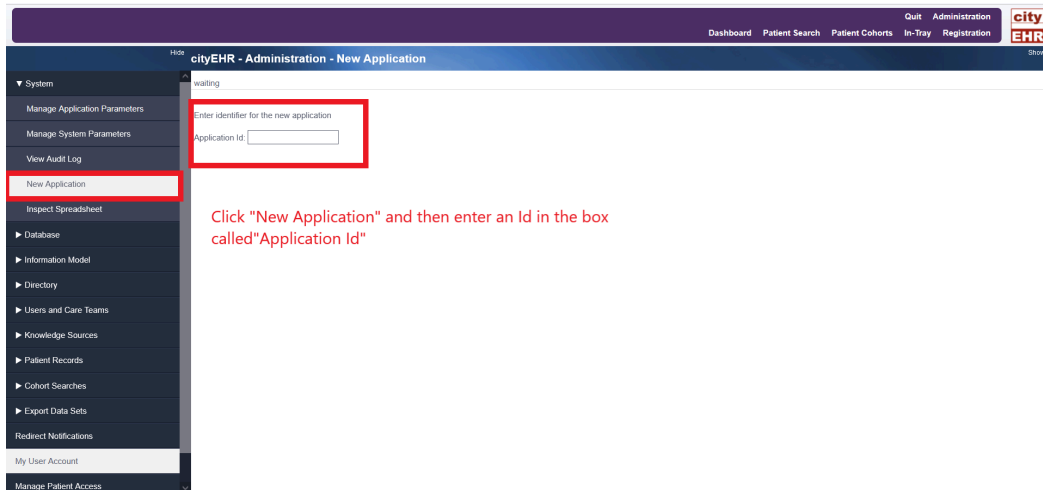 Quit Administration
city
Dashboard Patient Search Patient Cohorts In-Tray Registration
EHR
Hide
cityEHR - Administration - New Application
Show
▼ System
waiting
Manage Application Parameters
Enter identifier for the new application
Manage System Parameters
Application Id:
View Audit Log
New Application
Inspect Spreadsheet
Click "New Application" and then enter an Id in the box
called"Application Id"
► Database
► Information Model
► Directory
► Users and Care Teams
► Knowledge Sources
► Patient Records
► Cohort Searches
► Export Data Sets
Redirect Notifications
My User Account
Manage Patient Access